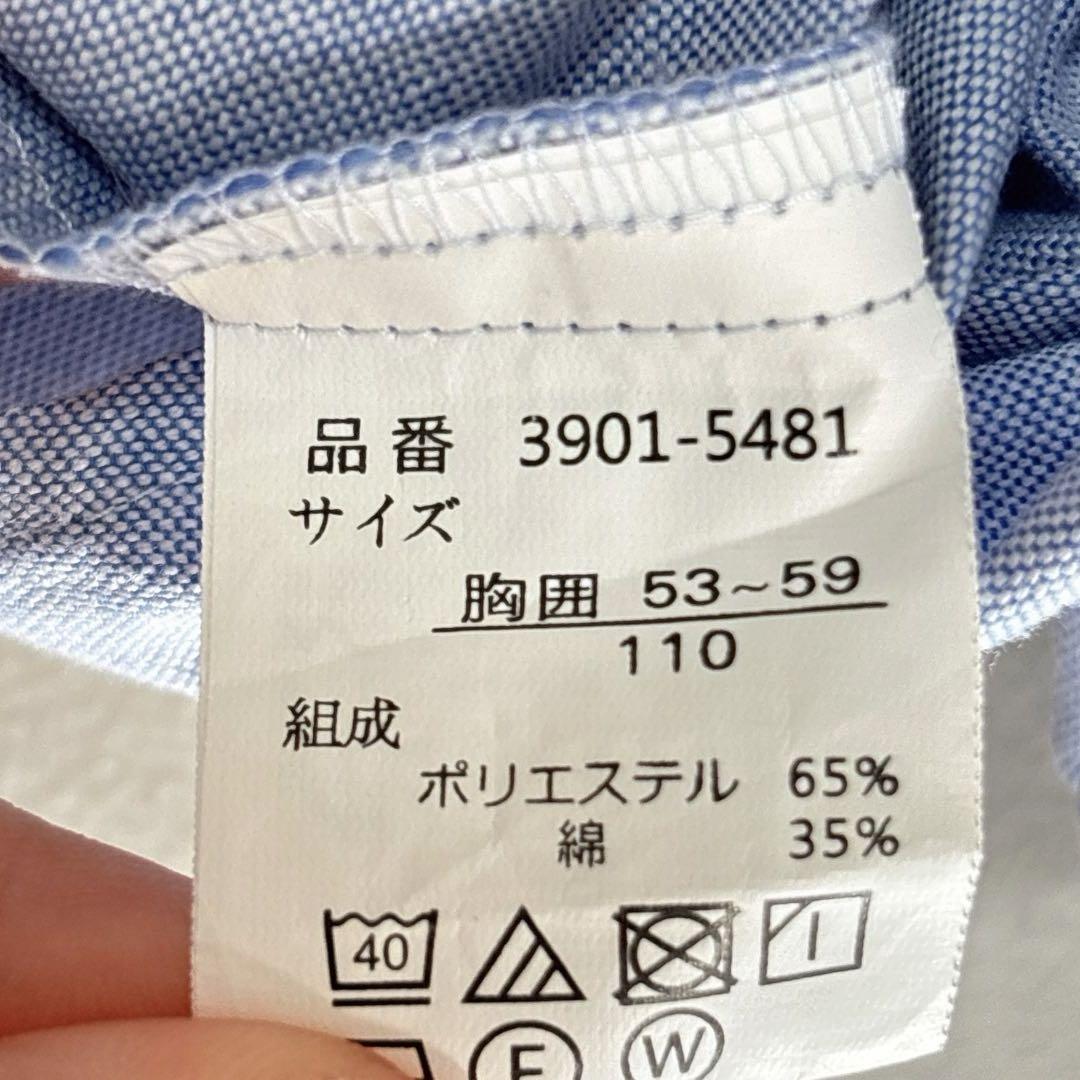 品番 3901-5481
サイズ
胸囲 53~59
110
組成
ポリエステル 65%
綿 35%
40
F W